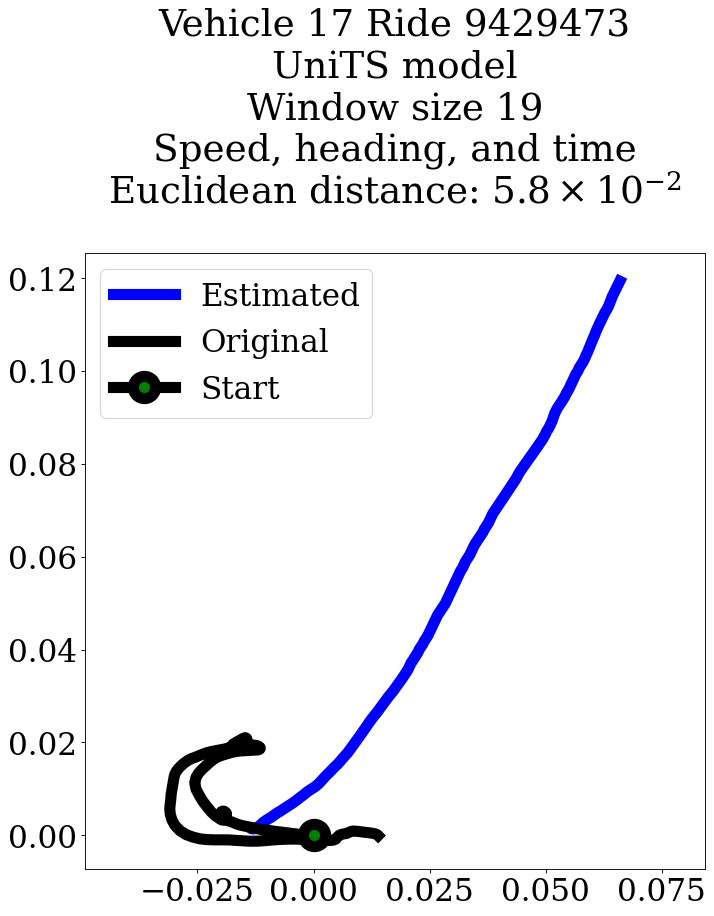 Vehicle 17 Ride 9429473
UniTS model
Window size 19
Speed, heading, and time
Euclidean distance: 5.8 × 10⁻²
Estimated
Original
Start
0.12
0.10
0.08
0.06
0.04
0.02
0.00
−0.025 0.000 0.025 0.050 0.075